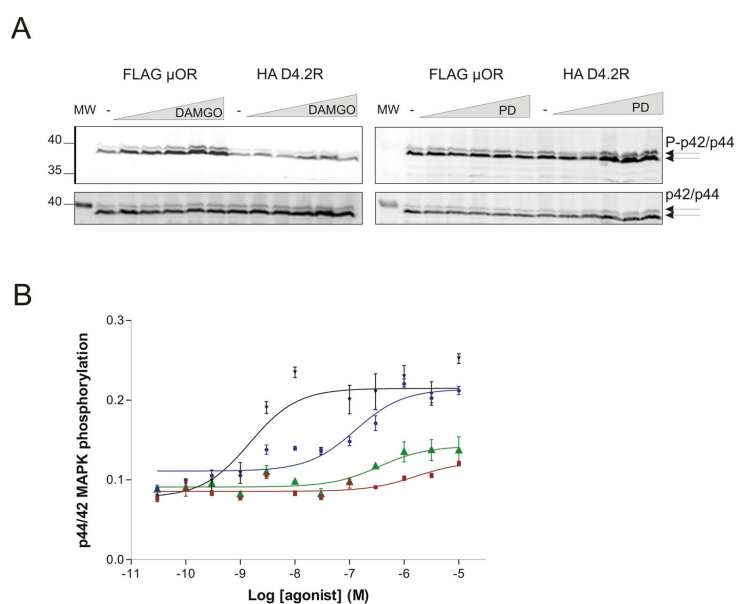 A
FLAG µOR HA D4.2R FLAG µOR HA D4.2R
MW - DAMGO - DAMGO MW - PD - PD
40 P-p42/p44
35
40 p42/p44
B
0.3
0.2
0.1
0.0
p44/42 MAPK phosphorylation
-11 -10 -9 -8 -7 -6 -5
Log [agonist] (M)